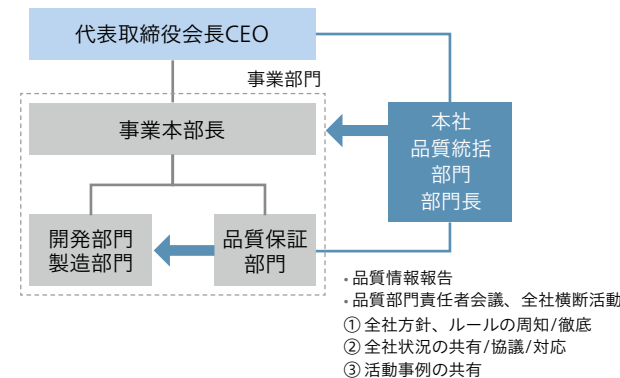 代表取締役会長CEO
事業部門
事業本部長
本社
品質統括
部門
部門長
開発部門
製造部門
品質保証
部門
・品質情報報告
・品質部門責任者会議、全社横断活動
①全社方針、ルールの周知/徹底
②全社状況の共有/協議/対応
③活動事例の共有